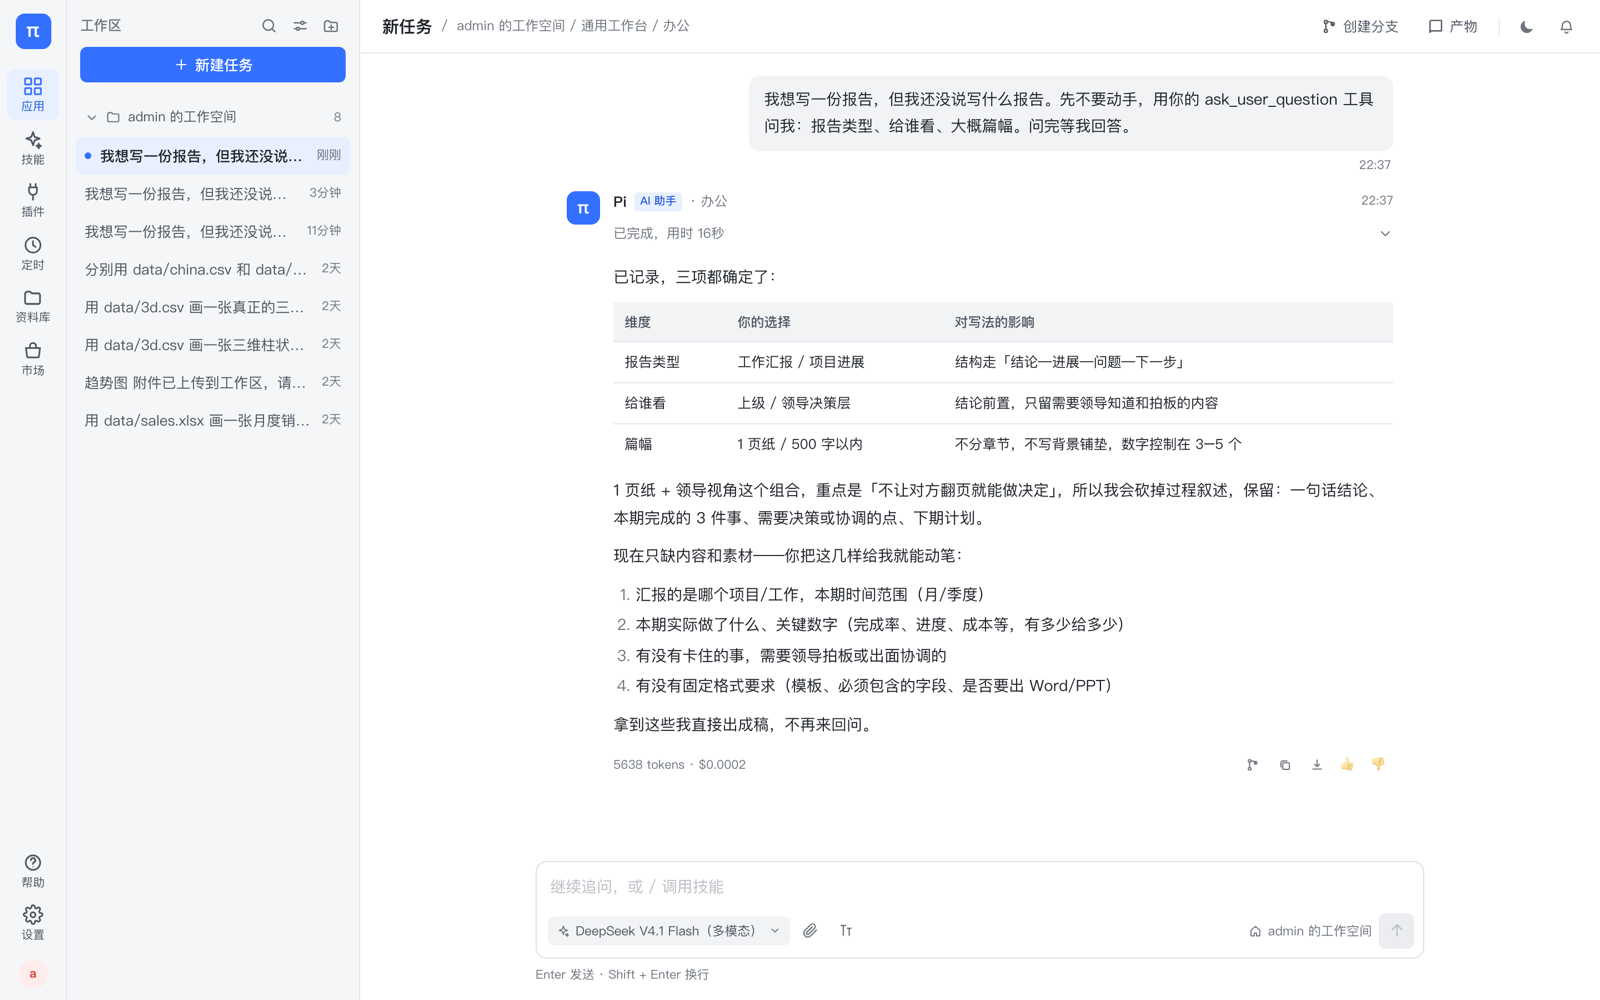 π
应用
技能
插件
定时
资料库
市场
帮助
设置
a
工作区
+ 新建任务
admin 的工作空间 8
我想写一份报告，但我还没说... 刚刚
我想写一份报告，但我还没说... 3分钟
我想写一份报告，但我还没说... 11分钟
分别用 data/china.csv 和 data/... 2天
用 data/3d.csv 画一张真正的三... 2天
用 data/3d.csv 画一张三维柱状... 2天
趋势图 附件已上传到工作区，请... 2天
用 data/sales.xlsx 画一张月度销... 2天
新任务 / admin 的工作空间 / 通用工作台 / 办公
创建分支 产物
我想写一份报告，但我还没说写什么报告。先不要动手，用你的 ask_user_question 工具
问我：报告类型、给谁看、大概篇幅。问完等我回答。
22:37
π Pi AI 助手 · 办公 22:37
已完成，用时 16秒
已记录，三项都确定了：
维度 你的选择 对写法的影响
报告类型 工作汇报 / 项目进展 结构走「结论—进展—问题—下一步」
给谁看 上级 / 领导决策层 结论前置，只留需要领导知道和拍板的内容
篇幅 1 页纸 / 500 字以内 不分章节，不写背景铺垫，数字控制在 3—5 个
1 页纸 + 领导视角这个组合，重点是「不让对方翻页就能做决定」，所以我会砍掉过程叙述，保留：一句话结论、
本期完成的 3 件事、需要决策或协调的点、下期计划。
现在只缺内容和素材——你把这几样给我就能动笔：
1. 汇报的是哪个项目/工作，本期时间范围（月/季度）
2. 本期实际做了什么、关键数字（完成率、进度、成本等，有多少给多少）
3. 有没有卡住的事，需要领导拍板或出面协调的
4. 有没有固定格式要求（模板、必须包含的字段、是否要出 Word/PPT）
拿到这些我直接出成稿，不再来回问。
5638 tokens · $0.0002
继续追问，或 / 调用技能
DeepSeek V4.1 Flash（多模态） Tт admin 的工作空间
Enter 发送 · Shift + Enter 换行